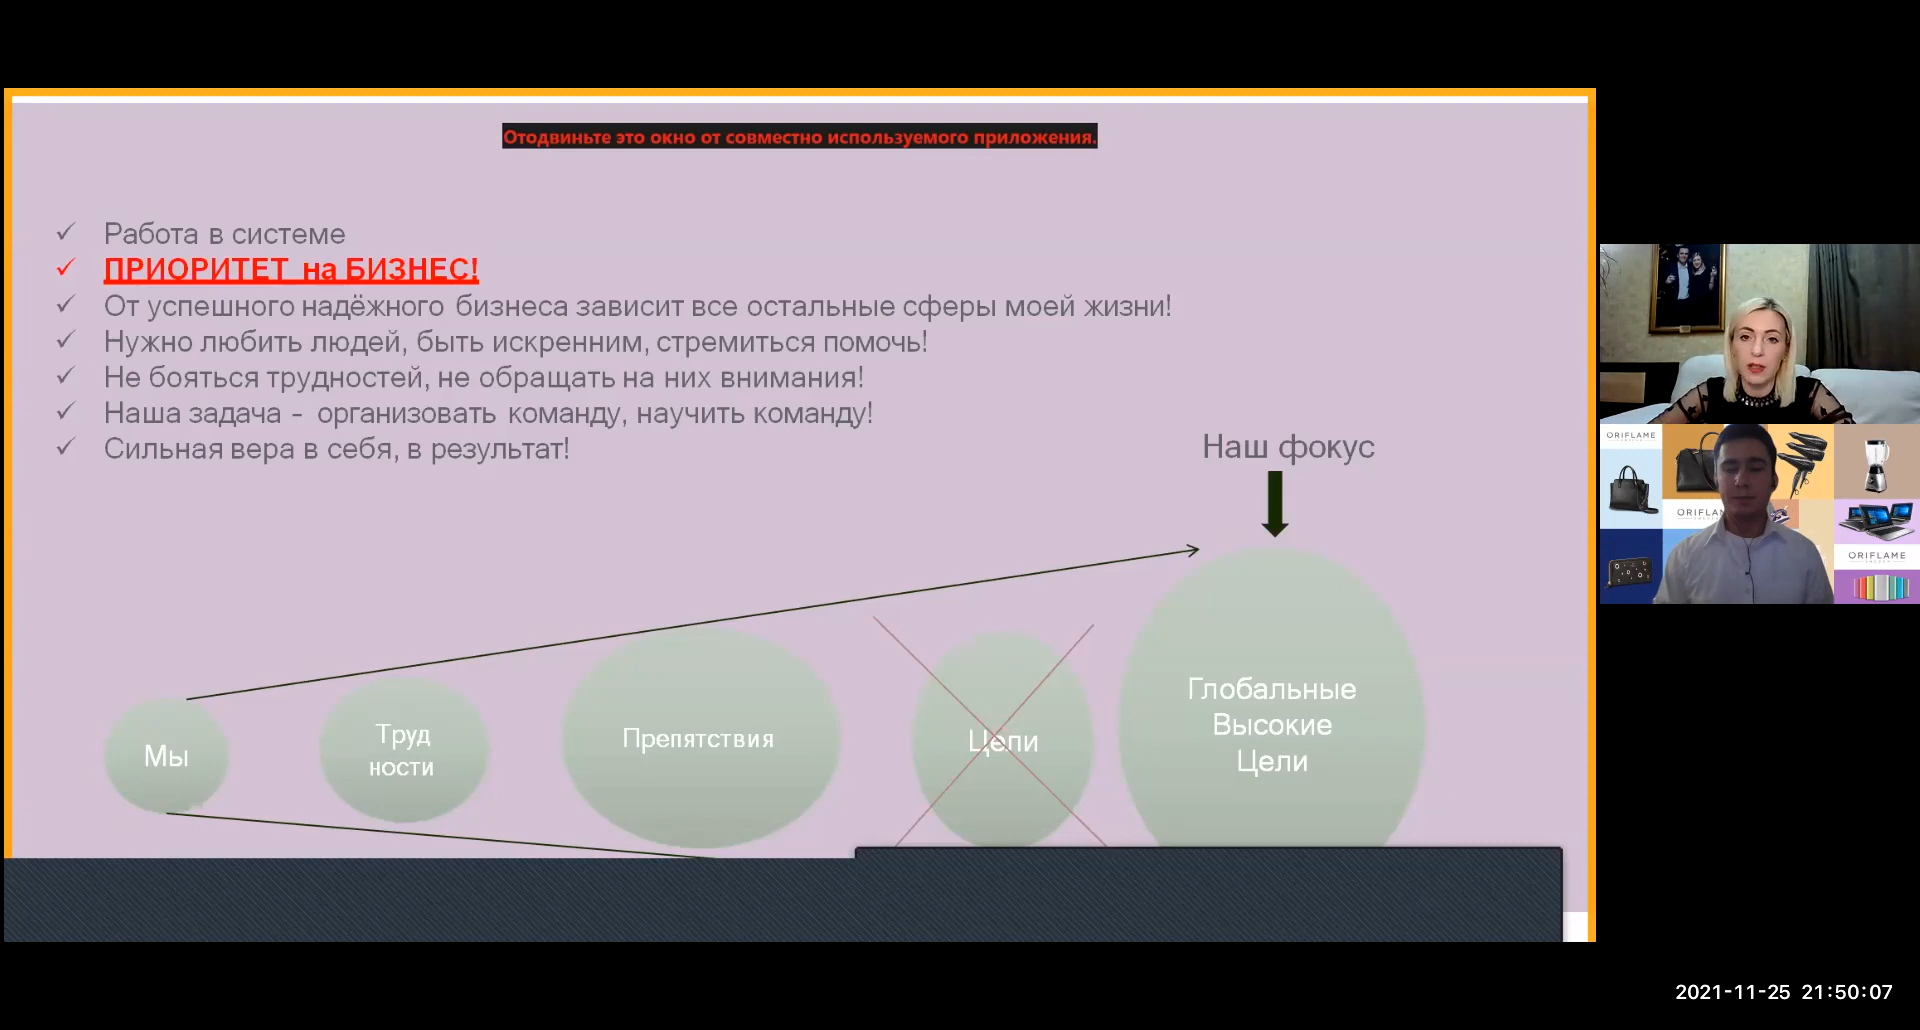 Отодвиньте это окно от совместно используемого приложения.
Работа в системе
ПРИОРИТЕТ на БИЗНЕС!
От успешного надёжного бизнеса зависит все остальные сферы моей жизни!
Нужно любить людей, быть искренним, стремиться помочь!
Не бояться трудностей, не обращать на них внимания!
Наша задача - организовать команду, научить команду!
Сильная вера в себя, в результат!
Наш фокус
Мы
Труд
ности
Препятствия
Цели
Глобальные
Высокие
Цели
ORIFLAME
ORIFLAM
ORIFLAME
2021-11-25 21:50:07